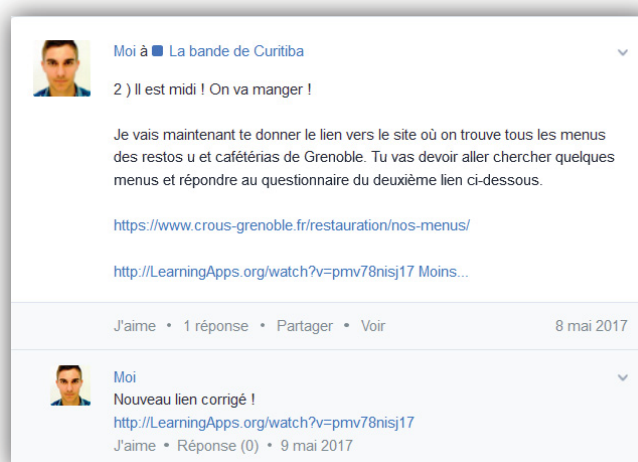 Moi à La bande de Curitiba
2 ) Il est midi ! On va manger !
Je vais maintenant te donner le lien vers le site où on trouve tous les menus
des restos u et cafétérias de Grenoble. Tu vas devoir aller chercher quelques
menus et répondre au questionnaire du deuxième lien ci-dessous.
https://www.crous-grenoble.fr/restauration/nos-menus/
http://LearningApps.org/watch?v=pmv78nisj17 Moins...
J'aime • 1 réponse • Partager • Voir 8 mai 2017
Moi
Nouveau lien corrigé !
http://LearningApps.org/watch?v=pmv78nisj17
J'aime • Réponse (0) • 9 mai 2017